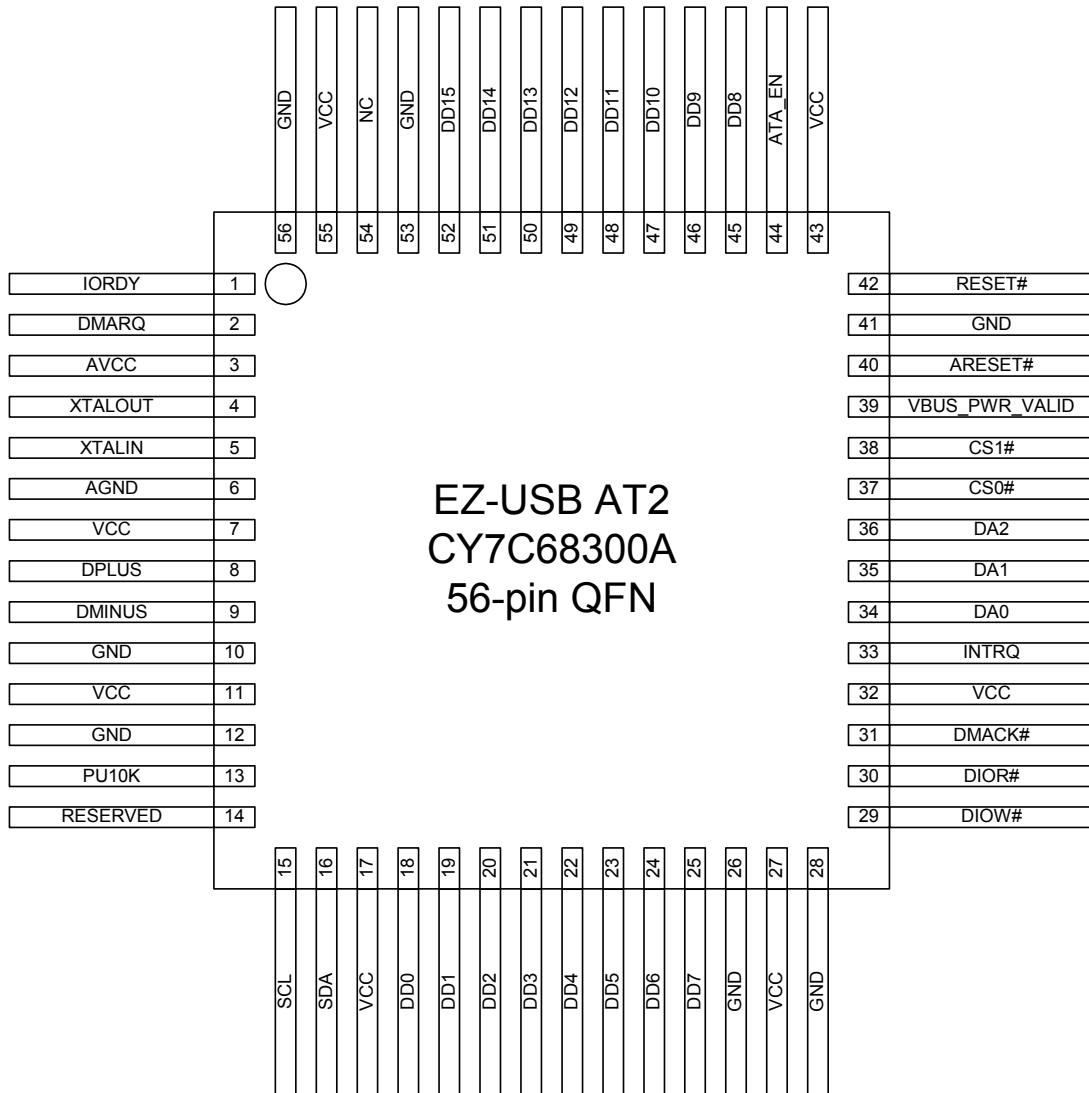 GND
VCC
NC
GND
DD15
DD14
DD13
DD12
DD11
DD10
DD9
DD8
ATA_EN
VCC
56
55
54
53
52
51
50
49
48
47
46
45
44
43
IORDY 1
DMARQ 2
AVCC 3
XTALOUT 4
XTALIN 5
AGND 6
VCC 7
DPLUS 8
DMINUS 9
GND 10
VCC 11
GND 12
PU10K 13
RESERVED 14
EZ-USB AT2
CY7C68300A
56-pin QFN
42 RESET#
41 GND
40 ARESET#
39 VBUS_PWR_VALID
38 CS1#
37 CS0#
36 DA2
35 DA1
34 DA0
33 INTRQ
32 VCC
31 DMACK#
30 DIOR#
29 DIOW#
15
16
17
18
19
20
21
22
23
24
25
26
27
28
SCL
SDA
VCC
DD0
DD1
DD2
DD3
DD4
DD5
DD6
DD7
GND
VCC
GND